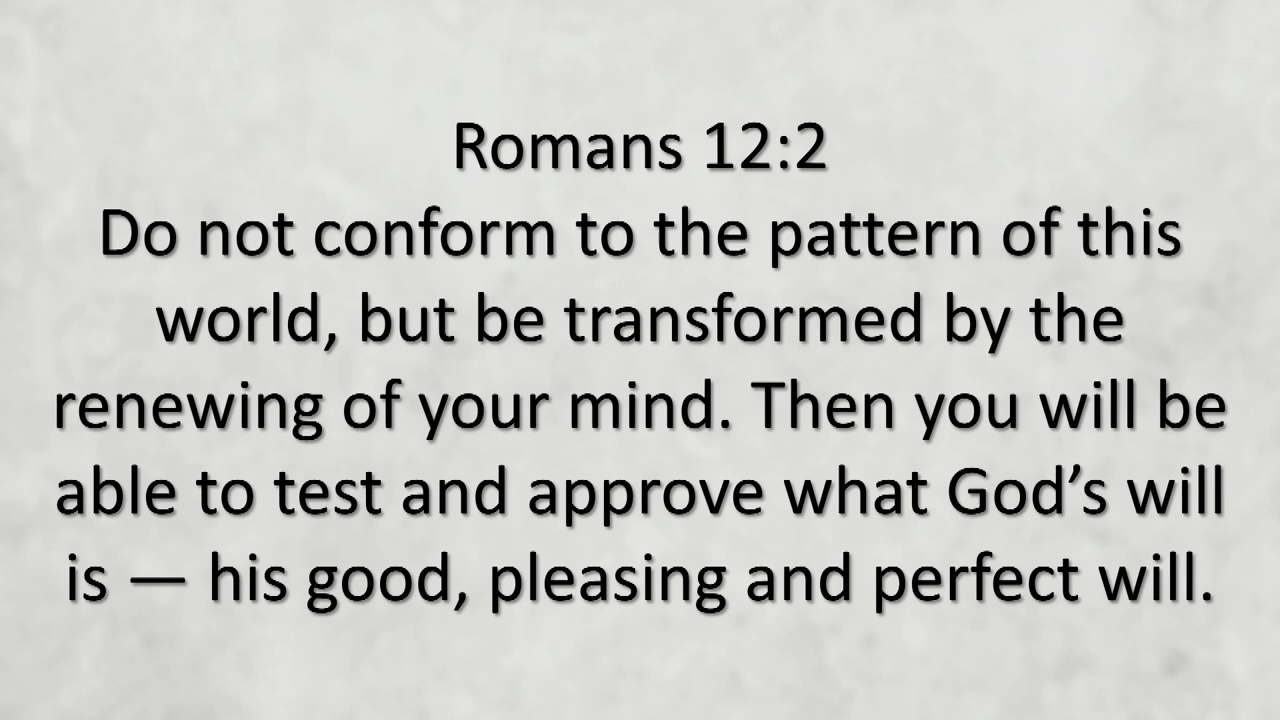 Romans 12:2
Do not conform to the pattern of this
world, but be transformed by the
renewing of your mind. Then you will be
able to test and approve what God’s will
is — his good, pleasing and perfect will.